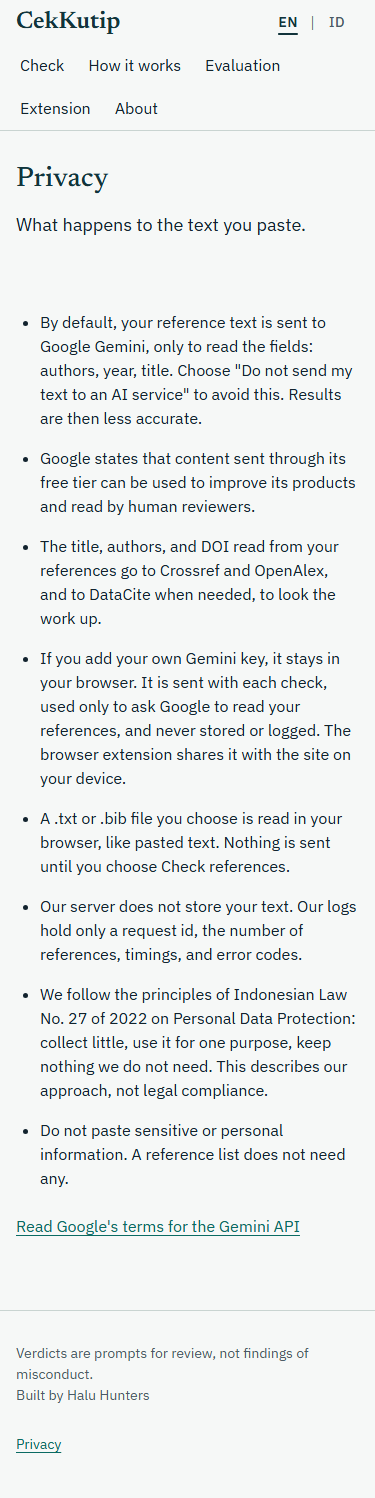 CekKutip
EN | ID
Check How it works Evaluation
Extension About
Privacy
What happens to the text you paste.
• By default, your reference text is sent to
Google Gemini, only to read the fields:
authors, year, title. Choose "Do not send my
text to an AI service" to avoid this. Results
are then less accurate.
• Google states that content sent through its
free tier can be used to improve its products
and read by human reviewers.
• The title, authors, and DOI read from your
references go to Crossref and OpenAlex,
and to DataCite when needed, to look the
work up.
• If you add your own Gemini key, it stays in
your browser. It is sent with each check,
used only to ask Google to read your
references, and never stored or logged. The
browser extension shares it with the site on
your device.
• A .txt or .bib file you choose is read in your
browser, like pasted text. Nothing is sent
until you choose Check references.
• Our server does not store your text. Our logs
hold only a request id, the number of
references, timings, and error codes.
• We follow the principles of Indonesian Law
No. 27 of 2022 on Personal Data Protection:
collect little, use it for one purpose, keep
nothing we do not need. This describes our
approach, not legal compliance.
• Do not paste sensitive or personal
information. A reference list does not need
any.
Read Google's terms for the Gemini API
Verdicts are prompts for review, not findings of
misconduct.
Built by Halu Hunters
Privacy